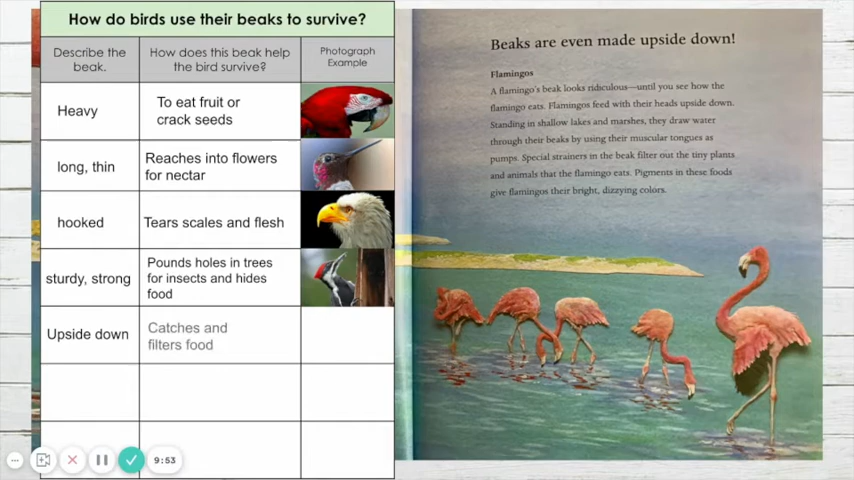 How do birds use their beaks to survive?
Describe the
beak.
How does this beak help
the bird survive?
Photograph
Example
Heavy
To eat fruit or
crack seeds
long, thin
Reaches into flowers
for nectar
hooked
Tears scales and flesh
sturdy, strong
Pounds holes in trees
for insects and hides
food
Upside down
Catches and
filters food
9:53
Beaks are even made upside down!
Flamingos
A flamingo's beak looks ridiculous—until you see how the
flamingo eats. Flamingos feed with their heads upside down.
Standing in shallow lakes and marshes, they draw water
through their beaks by using their muscular tongues as
pumps. Special strainers in the beak filter out the tiny plants
and animals that the flamingo eats. Pigments in these foods
give flamingos their bright, dizzying colors.